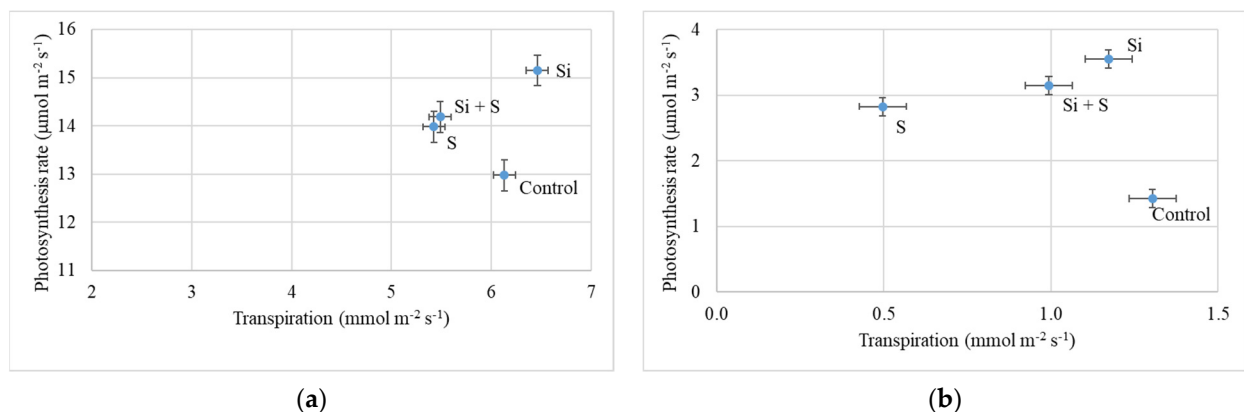 Photosynthesis rate (μmol m⁻² s⁻¹)
16
15
14
13
12
11
Si
Si + S
S
Control
2 3 4 5 6 7
Transpiration (mmol m⁻² s⁻¹)
(a)
Photosynthesis rate (μmol m⁻² s⁻¹)
4
3
2
1
0
Si
Si + S
S
Control
0.0 0.5 1.0 1.5
Transpiration (mmol m⁻² s⁻¹)
(b)